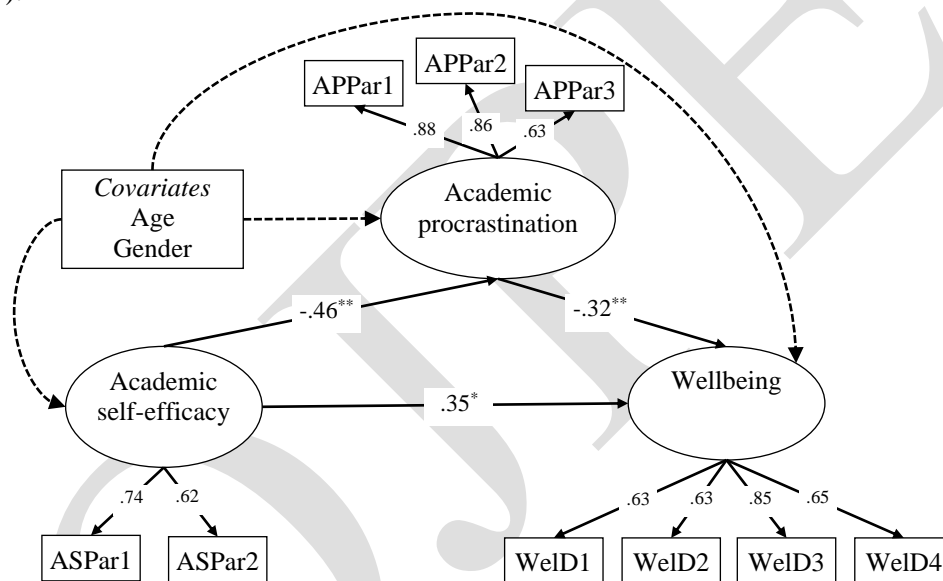 ).
APPar1
APPar2
APPar3
.88
.86
.63
Covariates
Age
Gender
Academic
procrastination
-.46**
-.32**
Academic
self-efficacy
.35*
Wellbeing
.74
.62
.63
.63
.85
.65
ASPar1
ASPar2
WelD1
WelD2
WelD3
WelD4